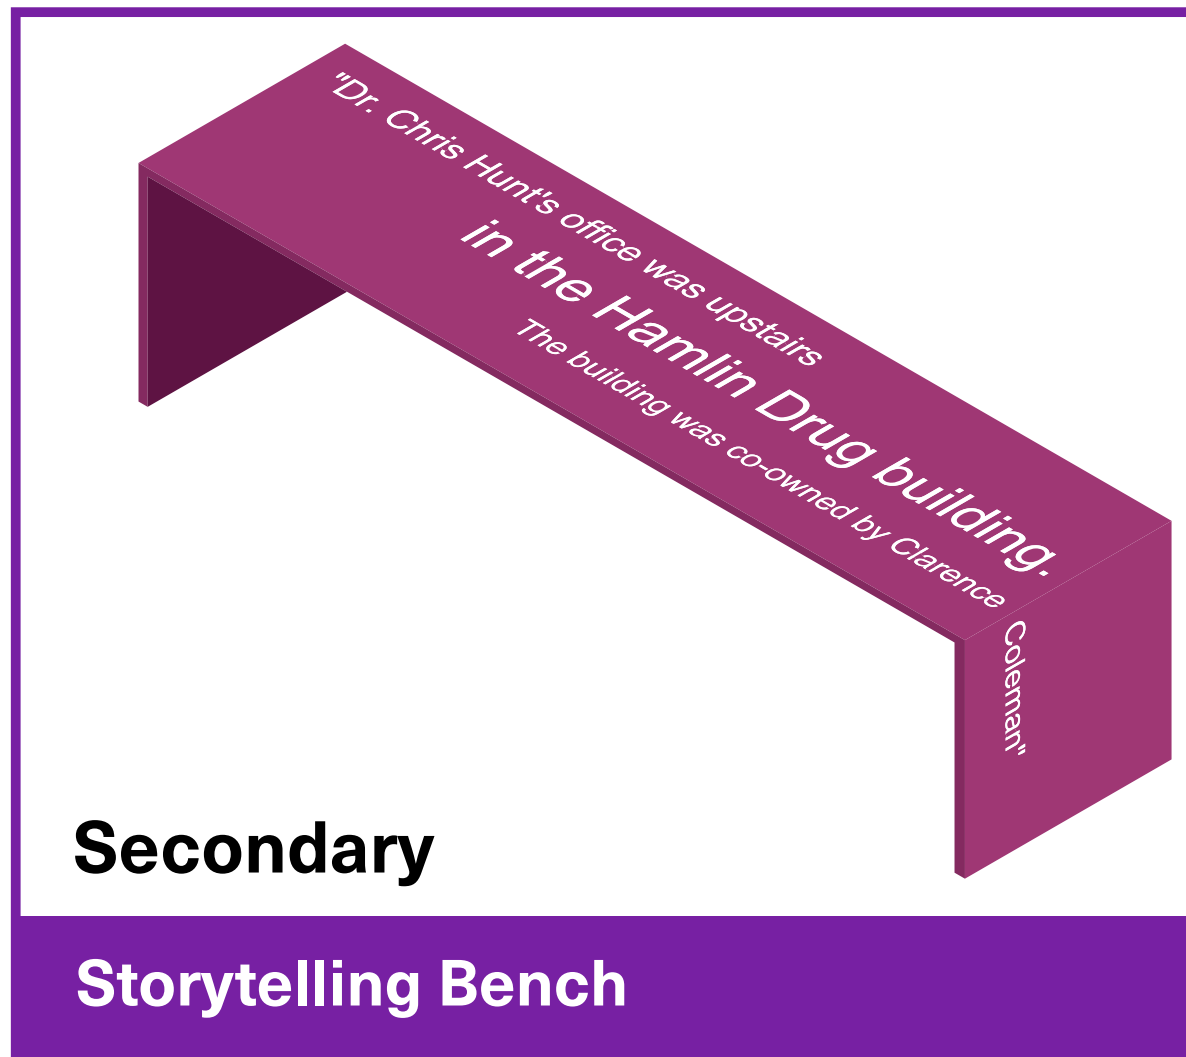 "Dr. Chris Hunt's office was upstairs
in the Hamlin Drug building.
The building was co-owned by Clarence Coleman"
Secondary
Storytelling Bench